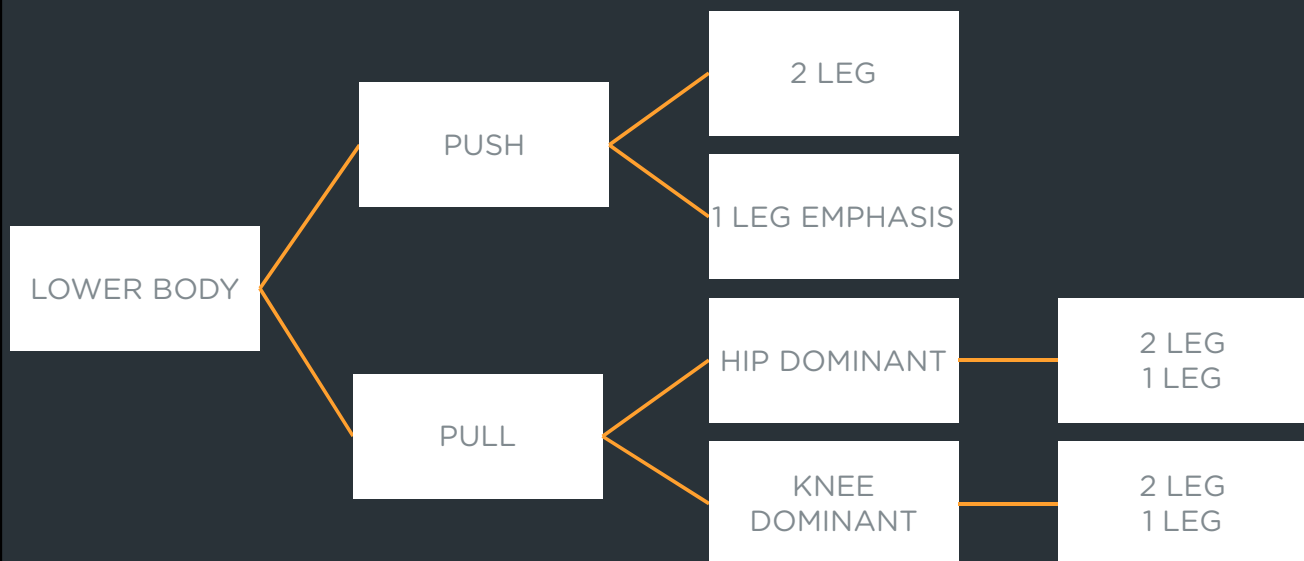 2 LEG
PUSH
1 LEG EMPHASIS
LOWER BODY
HIP DOMINANT
2 LEG
1 LEG
PULL
KNEE
DOMINANT
2 LEG
1 LEG